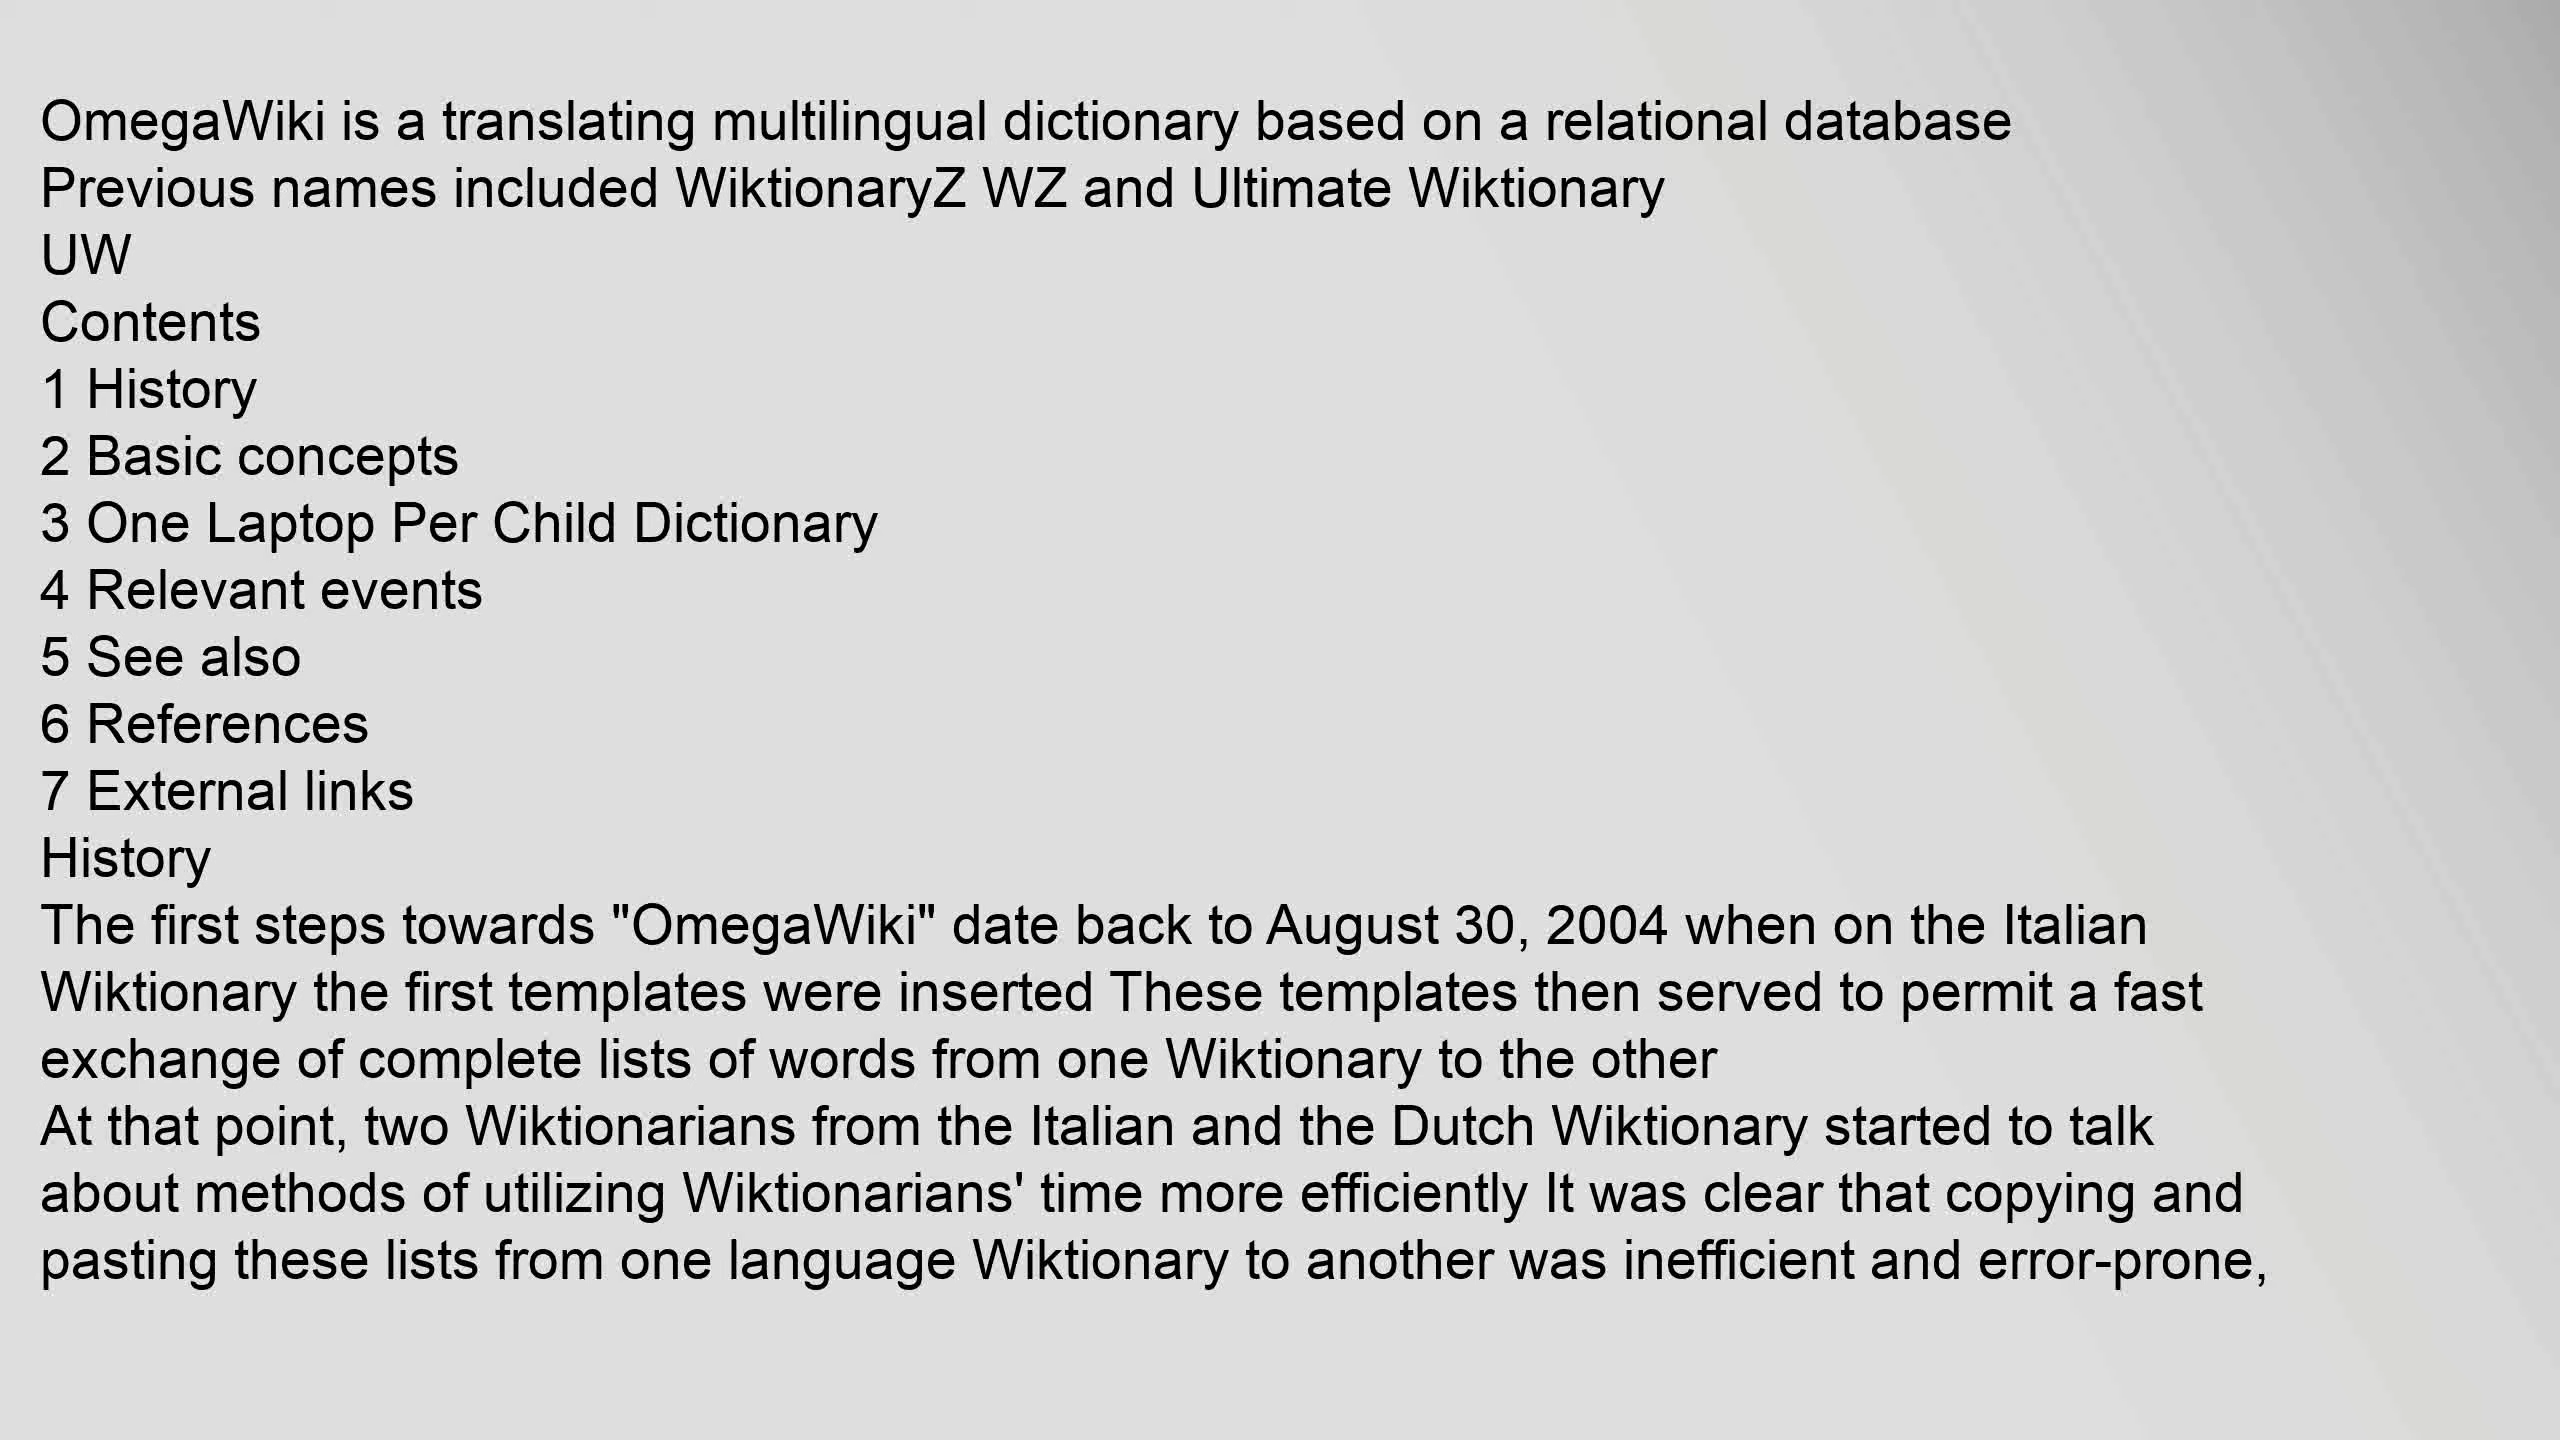 OmegaWiki is a translating multilingual dictionary based on a relational database
Previous names included WiktionaryZ WZ and Ultimate Wiktionary
UW
Contents
1 History
2 Basic concepts
3 One Laptop Per Child Dictionary
4 Relevant events
5 See also
6 References
7 External links
History
The first steps towards "OmegaWiki" date back to August 30, 2004 when on the Italian
Wiktionary the first templates were inserted These templates then served to permit a fast
exchange of complete lists of words from one Wiktionary to the other
At that point, two Wiktionarians from the Italian and the Dutch Wiktionary started to talk
about methods of utilizing Wiktionarians' time more efficiently It was clear that copying and
pasting these lists from one language Wiktionary to another was inefficient and error-prone,